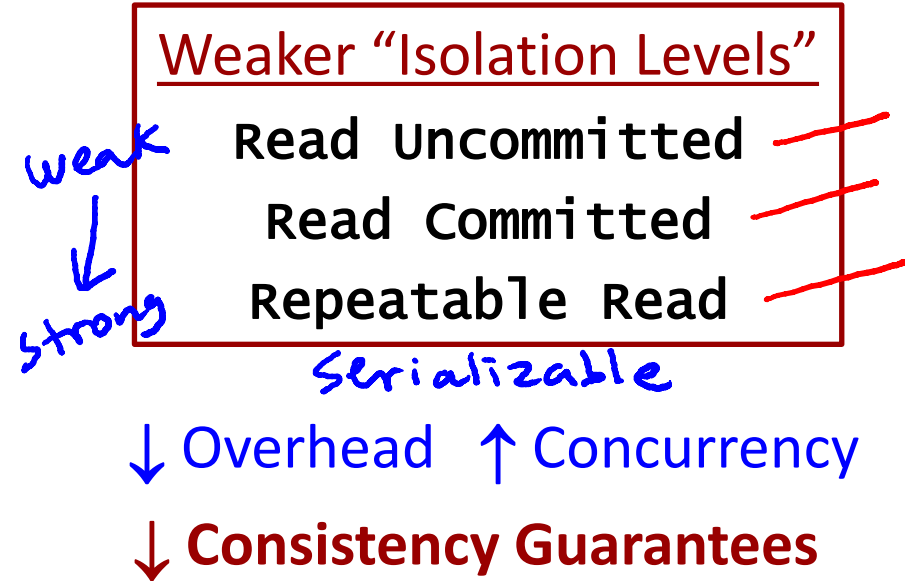 Weaker “Isolation Levels”
Read Uncommitted
weak
Read Committed
Repeatable Read
strong
Serializable
↓ Overhead ↑ Concurrency
↓ Consistency Guarantees